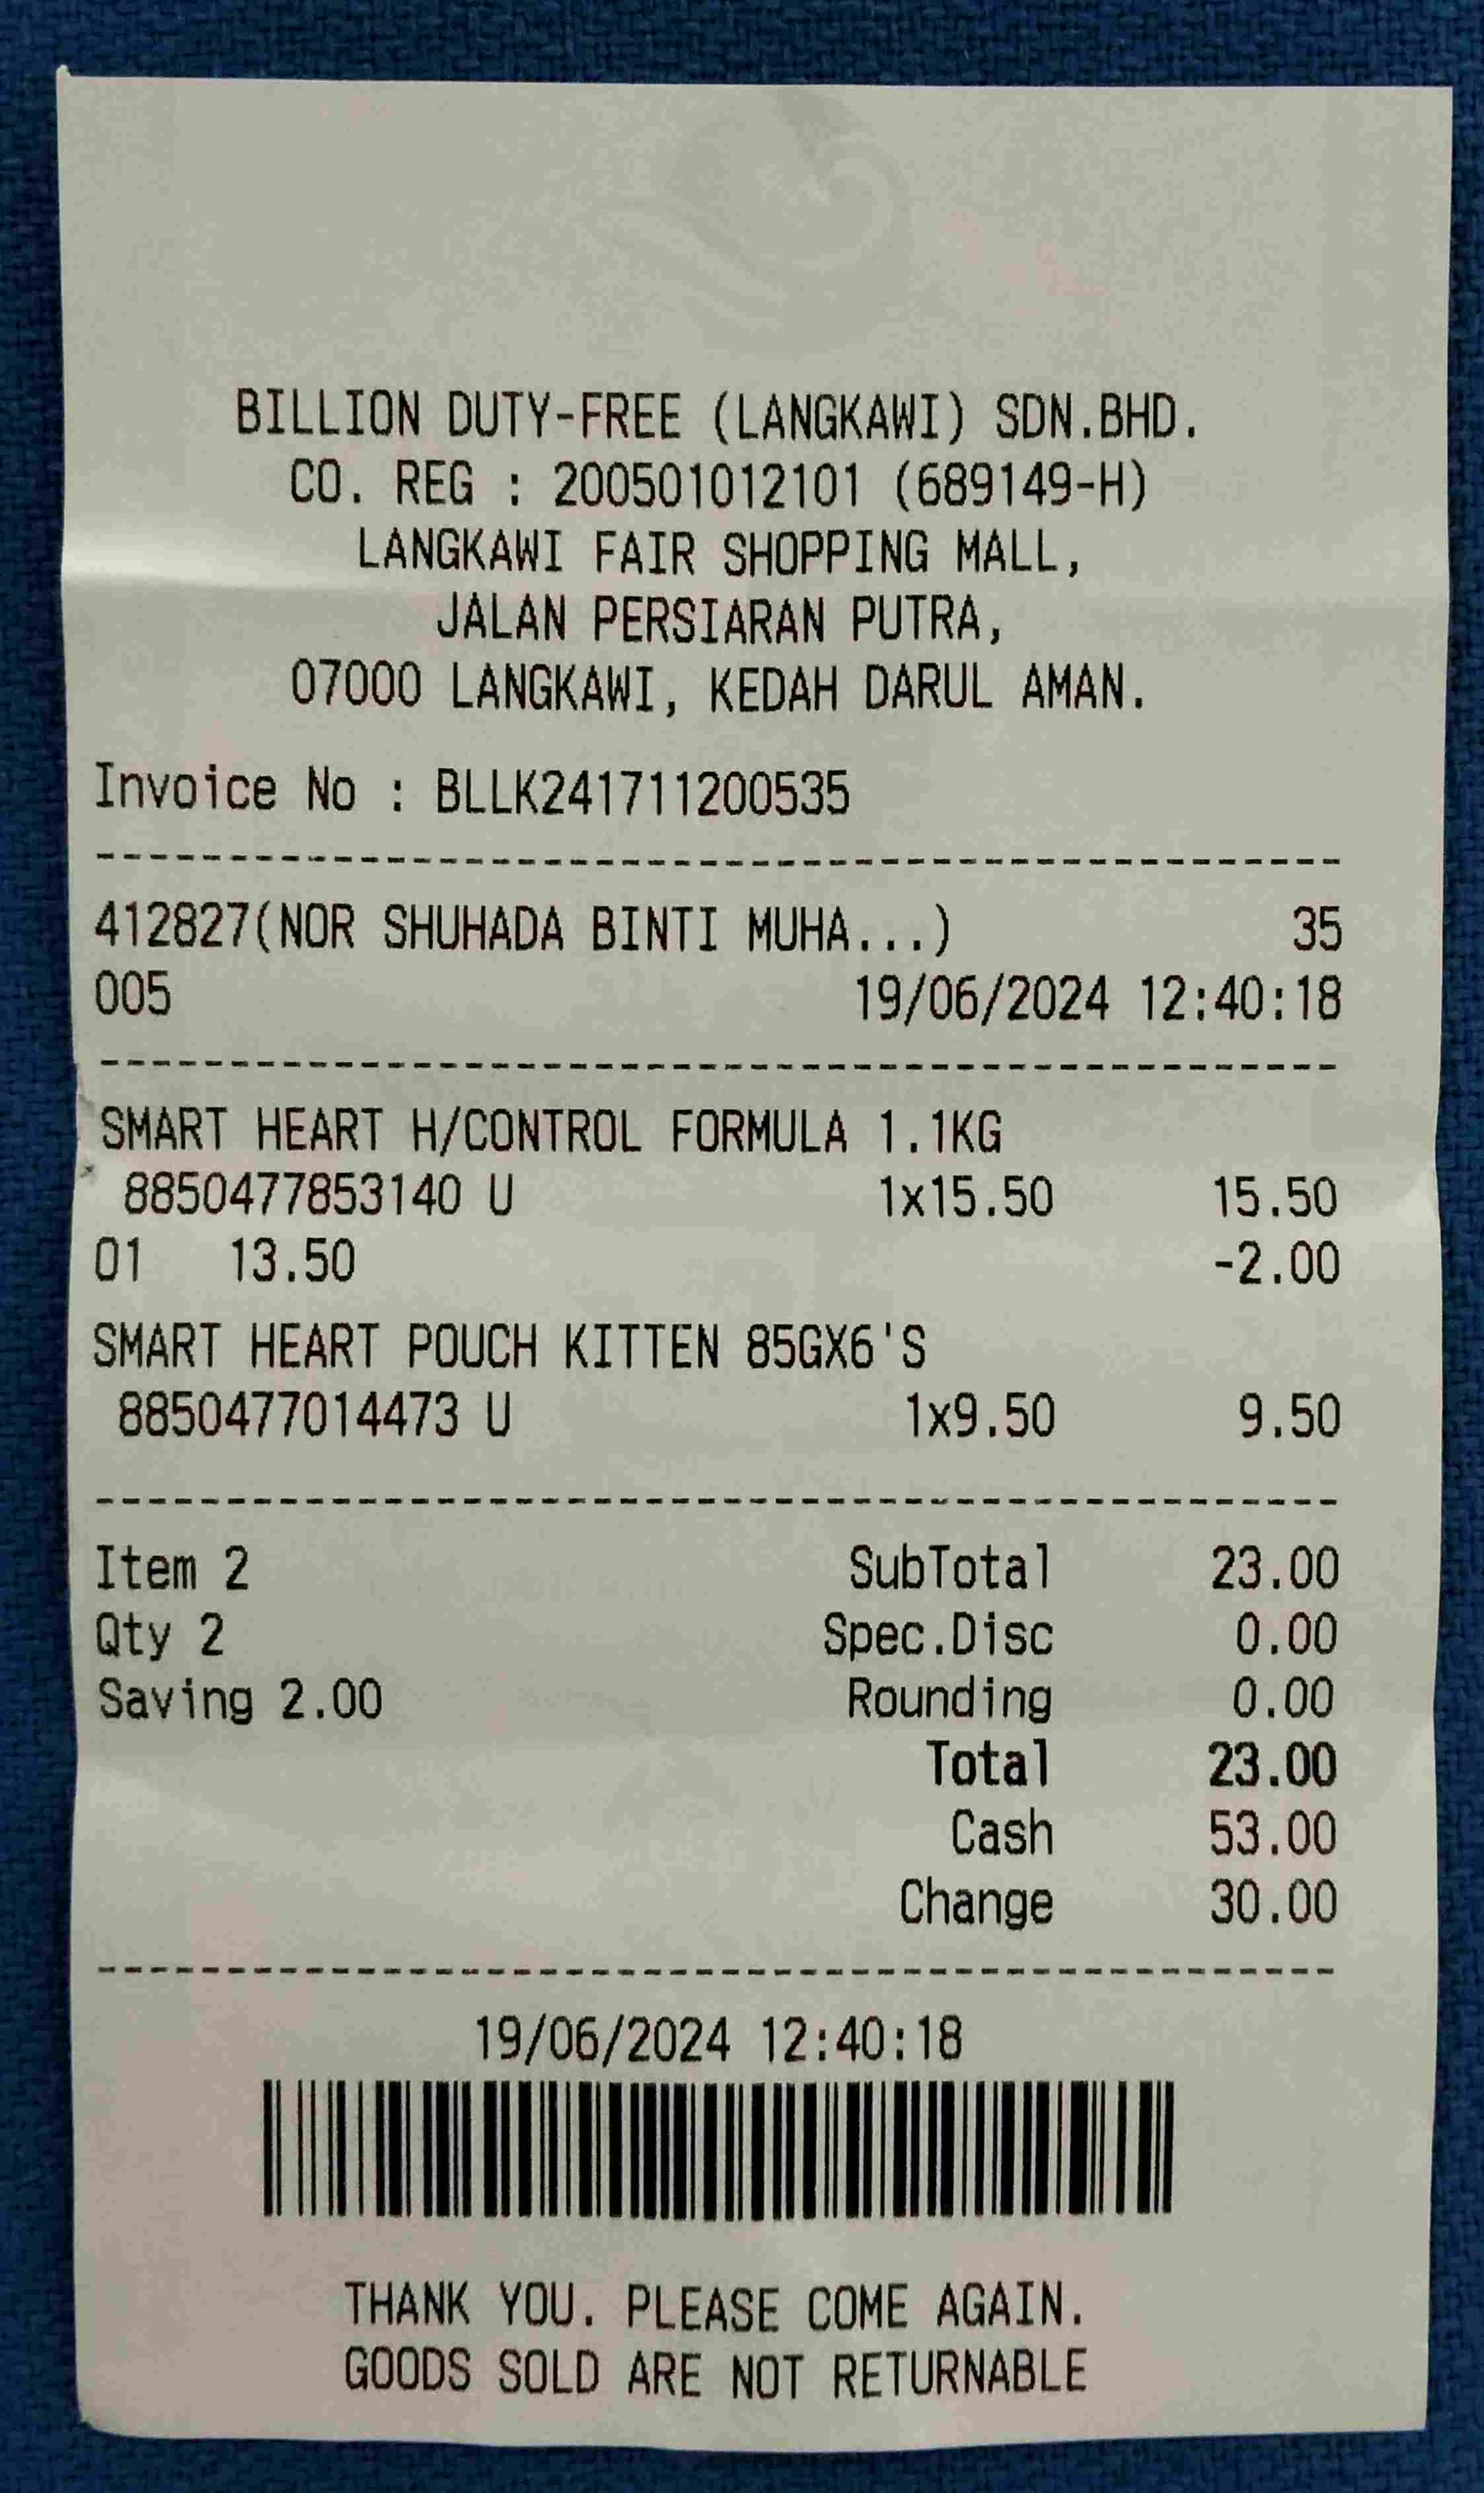 BILLION DUTY-FREE (LANGKAWI) SDN.BHD.
CO. REG : 200501012101 (689149-H)
LANGKAWI FAIR SHOPPING MALL,
JALAN PERSIARAN PUTRA,
07000 LANGKAWI, KEDAH DARUL AMAN.
Invoice No : BLLK241711200535
412827(NOR SHUHADA BINTI MUHA...) 35
005 19/06/2024 12:40:18
SMART HEART H/CONTROL FORMULA 1.1KG
8850477853140 U 1x15.50 15.50
01 13.50 -2.00
SMART HEART POUCH KITTEN 85GX6'S
8850477014473 U 1x9.50 9.50
Item 2 SubTotal 23.00
Qty 2 Spec.Disc 0.00
Saving 2.00 Rounding 0.00
Total 23.00
Cash 53.00
Change 30.00
19/06/2024 12:40:18
THANK YOU. PLEASE COME AGAIN.
GOODS SOLD ARE NOT RETURNABLE